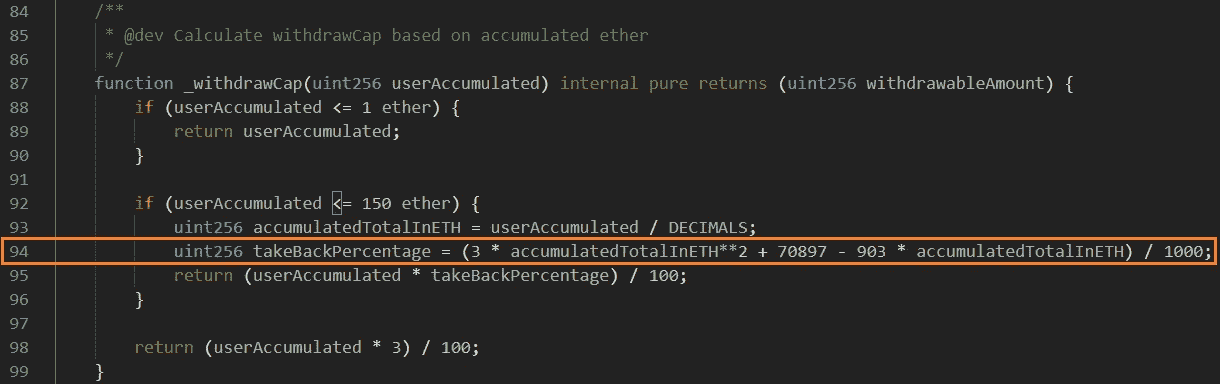 84 /**
85 * @dev Calculate withdrawCap based on accumulated ether
86 */
87 function _withdrawCap(uint256 userAccumulated) internal pure returns (uint256 withdrawableAmount) {
88 if (userAccumulated <= 1 ether) {
89 return userAccumulated;
90 }
91
92 if (userAccumulated <= 150 ether) {
93 uint256 accumulatedTotalInETH = userAccumulated / DECIMALS;
94 uint256 takeBackPercentage = (3 * accumulatedTotalInETH**2 + 70897 - 903 * accumulatedTotalInETH) / 1000;
95 return (userAccumulated * takeBackPercentage) / 100;
96 }
97
98 return (userAccumulated * 3) / 100;
99 }